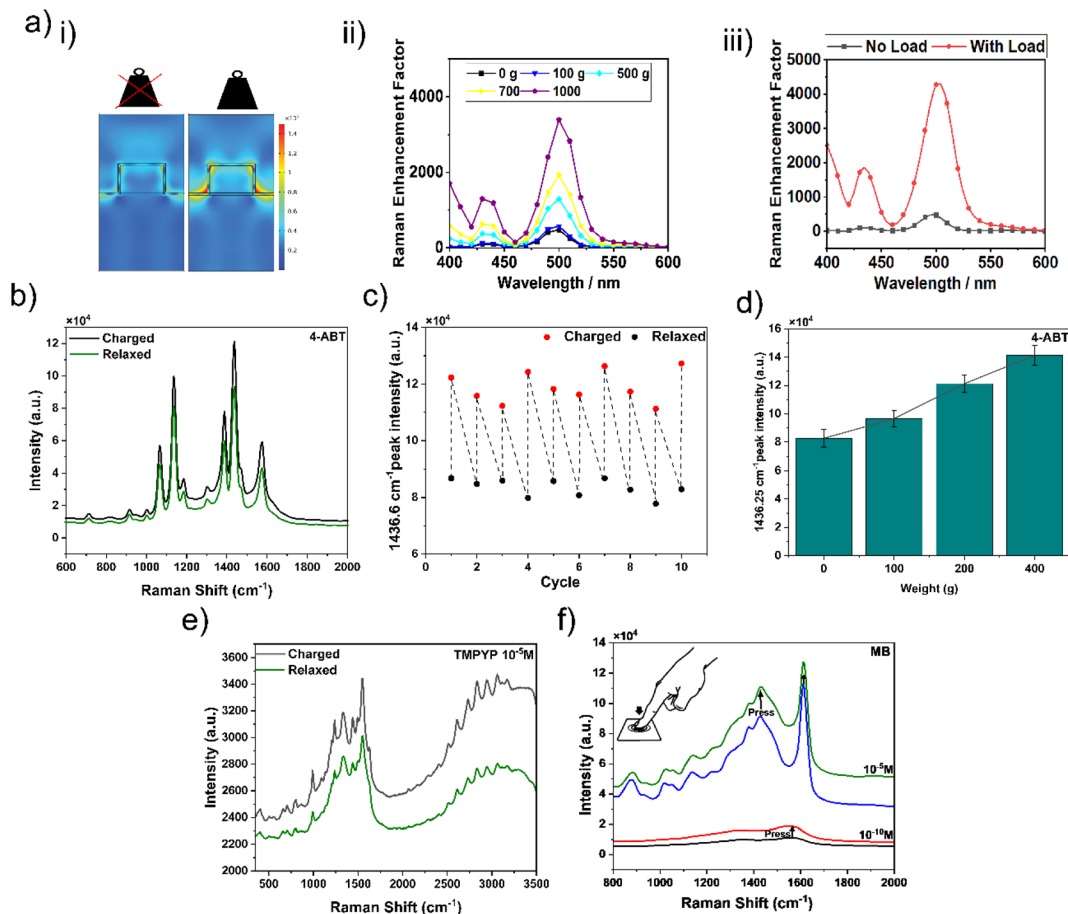 a)
i)
×10⁵
1.4
1.2
1
0.8
0.6
0.4
0.2
ii)
0 g 100 g 500 g
700 1000
Raman Enhancement Factor
4000
2000
0
400 450 500 550 600
Wavelength / nm
iii)
No Load With Load
Raman Enhancement Factor
5000
4000
3000
2000
1000
0
400 450 500 550 600
Wavelength / nm
b)
×10⁴
Charged
Relaxed
4-ABT
Intensity (a.u.)
12
10
8
6
4
2
0
600 800 1000 1200 1400 1600 1800 2000
Raman Shift (cm⁻¹)
c)
×10⁴
Charged Relaxed
1436.6 cm⁻¹peak intensity (a.u.)
14
12
10
8
6
0 2 4 6 8 10
Cycle
d)
×10⁴
4-ABT
1436.25 cm⁻¹peak intensity (a.u.)
16
14
12
10
8
6
4
2
0
0 100 200 400
Weight (g)
e)
Charged
Relaxed
TMPYP 10⁻⁵M
Intensity (a.u.)
3600
3400
3200
3000
2800
2600
2400
2200
2000
500 1000 1500 2000 2500 3000 3500
Raman Shift (cm⁻¹)
f)
×10⁴
MB
Intensity (a.u.)
14
12
10
8
6
4
2
0
Press
10⁻⁵M
Press
10⁻¹⁰M
800 1000 1200 1400 1600 1800 2000
Raman Shift (cm⁻¹)